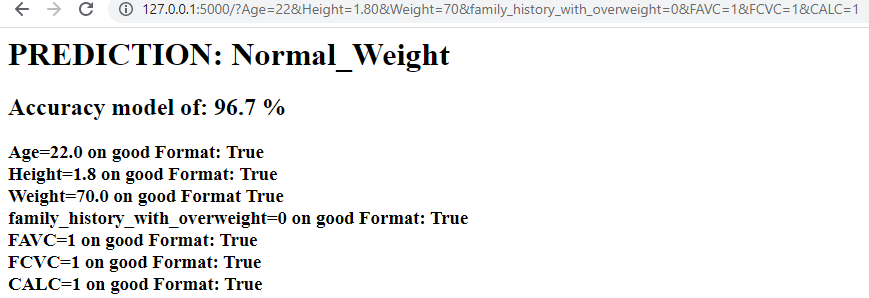 127.0.0.1:5000/?Age=22&Height=1.80&Weight=70&family_history_with_overweight=0&FAVC=1&FCVC=1&CALC=1
PREDICTION: Normal_Weight
Accuracy model of: 96.7 %
Age=22.0 on good Format: True
Height=1.8 on good Format: True
Weight=70.0 on good Format True
family_history_with_overweight=0 on good Format: True
FAVC=1 on good Format: True
FCVC=1 on good Format: True
CALC=1 on good Format: True